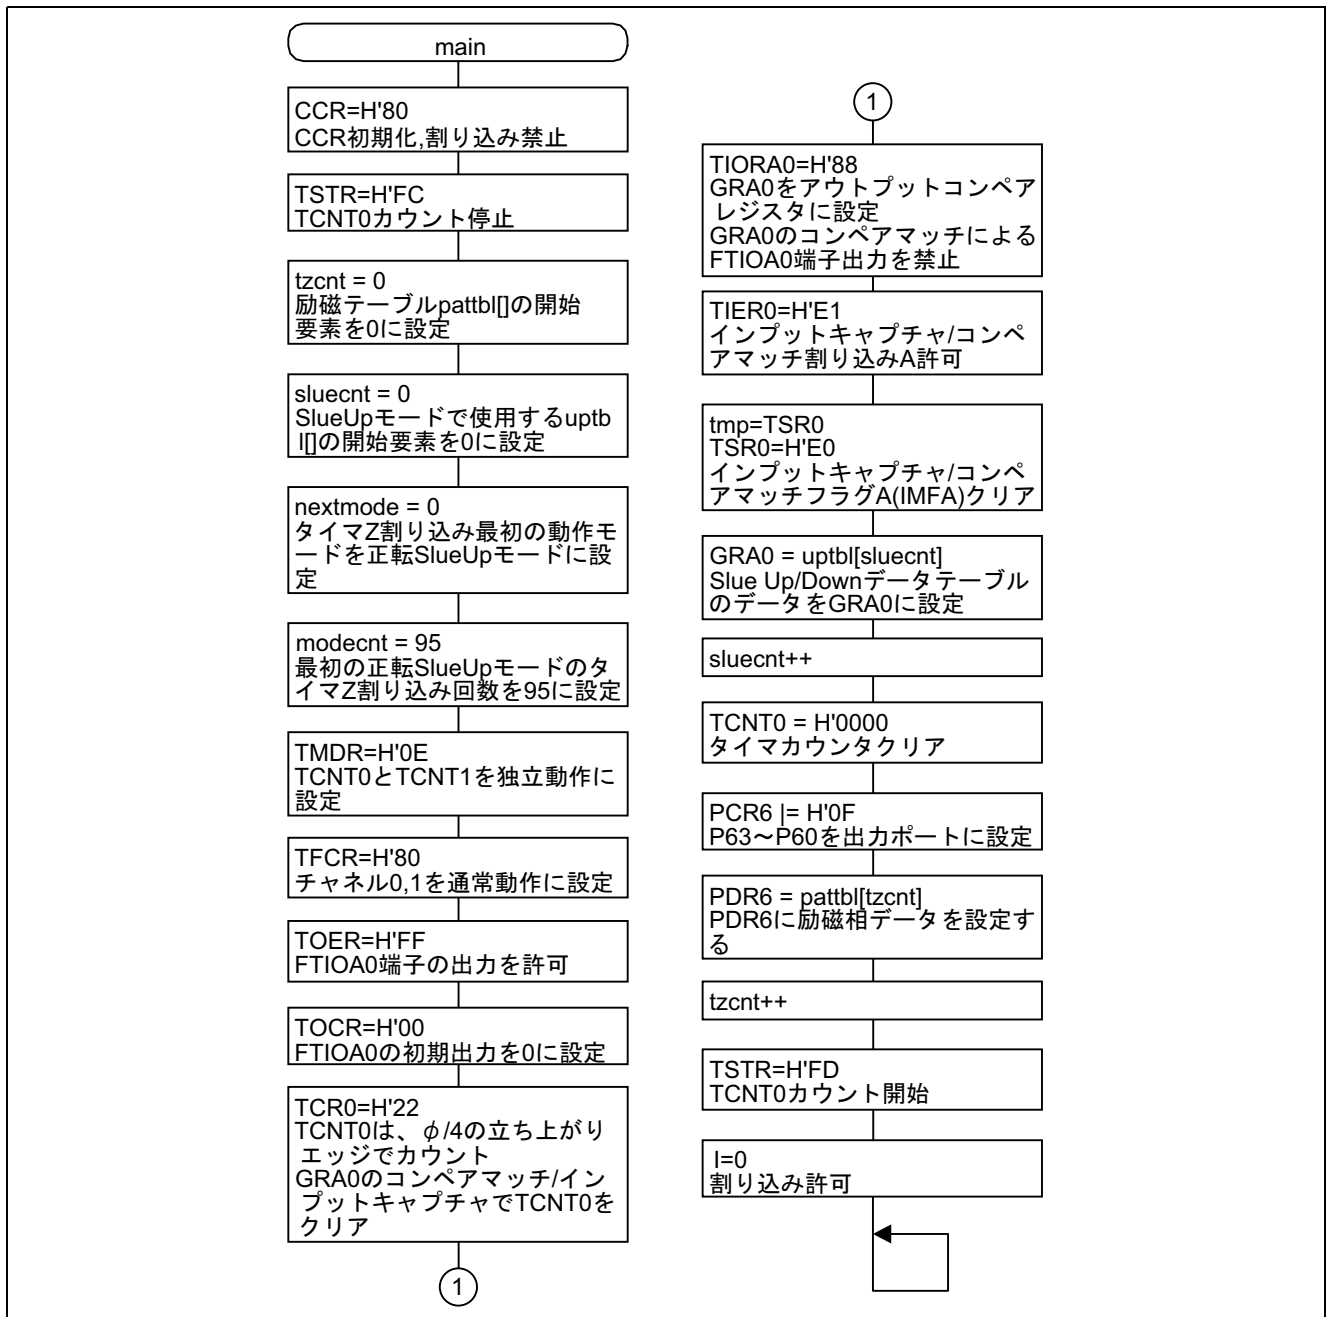 main
CCR=H'80
CCR初期化,割り込み禁止
TSTR=H'FC
TCNT0カウント停止
tzcnt = 0
励磁テーブルpattbl[]の開始
要素を0に設定
sluecnt = 0
SlueUpモードで使用するuptb
l[]の開始要素を0に設定
nextmode = 0
タイマZ割り込み最初の動作モ
ードを正転SlueUpモードに設
定
modecnt = 95
最初の正転SlueUpモードのタ
イマZ割り込み回数を95に設定
TMDR=H'0E
TCNT0とTCNT1を独立動作に
設定
TFCR=H'80
チャネル0,1を通常動作に設定
TOER=H'FF
FTIOA0端子の出力を許可
TOCR=H'00
FTIOA0の初期出力を0に設定
TCR0=H'22
TCNT0は、φ/4の立ち上がり
エッジでカウント
GRA0のコンペアマッチ/イン
プットキャプチャでTCNT0を
クリア
1
1
TIORA0=H'88
GRA0をアウトプットコンペア
レジスタに設定
GRA0のコンペアマッチによる
FTIOA0端子出力を禁止
TIER0=H'E1
インプットキャプチャ/コンペ
アマッチ割り込みA許可
tmp=TSR0
TSR0=H'E0
インプットキャプチャ/コンペ
アマッチフラグA(IMFA)クリア
GRA0 = uptbl[sluecnt]
Slue Up/Downデータテーブル
のデータをGRA0に設定
sluecnt++
TCNT0 = H'0000
タイマカウンタクリア
PCR6 |= H'0F
P63～P60を出力ポートに設定
PDR6 = pattbl[tzcnt]
PDR6に励磁相データを設定す
る
tzcnt++
TSTR=H'FD
TCNT0カウント開始
I=0
割り込み許可